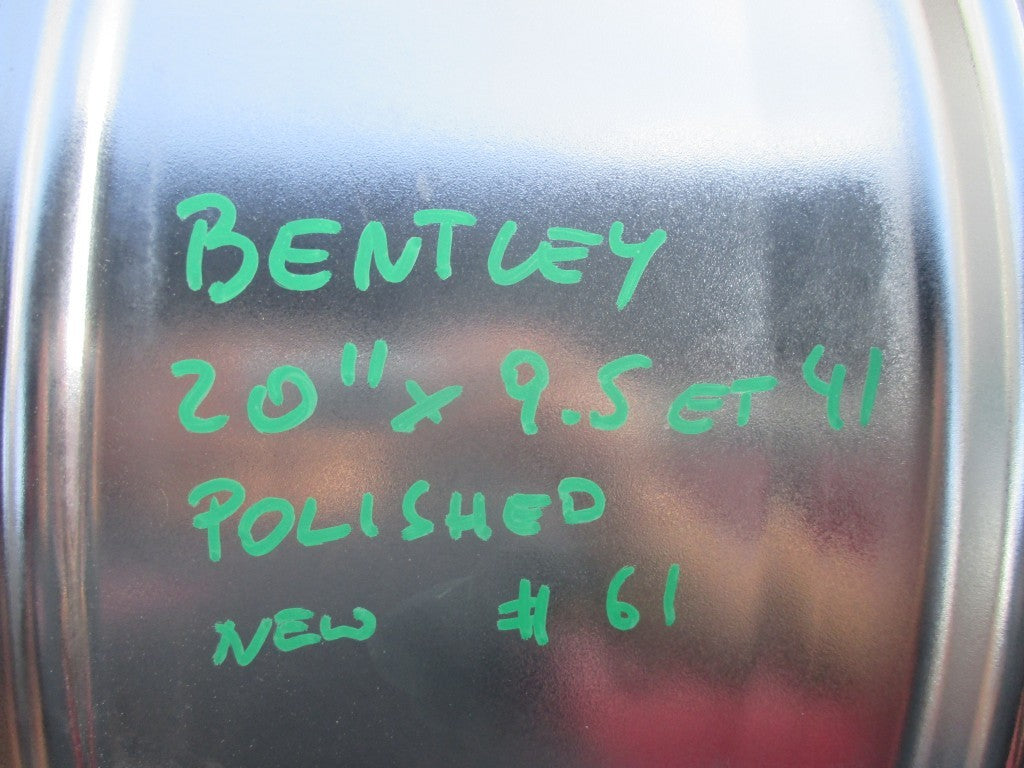 BENTLEY
20" x 9.5 ET 41
POLISHED
NEW # 61